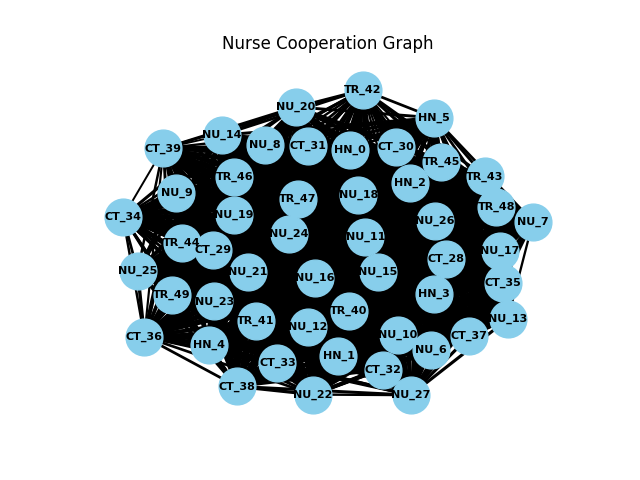 Nurse Cooperation Graph
TR_42
NU_20
HN_5
NU_14
NU_8
CT_31
HN_0
CT_30
CT_39
TR_45
TR_46
HN_2
TR_43
NU_9
TR_47
NU_18
TR_48
CT_34
NU_19
NU_26
NU_7
NU_24
NU_11
TR_44
CT_29
NU_17
CT_28
NU_25
NU_21
NU_16
NU_15
CT_35
TR_49
NU_23
HN_3
TR_40
NU_13
TR_41
NU_12
NU_10
CT_37
CT_36
HN_4
NU_6
HN_1
CT_33
CT_32
CT_38
NU_22
NU_27